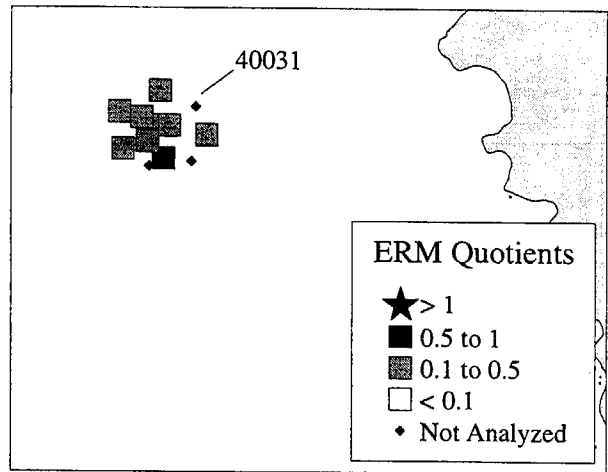 40031
ERM Quotients
> 1
0.5 to 1
0.1 to 0.5
< 0.1
Not Analyzed